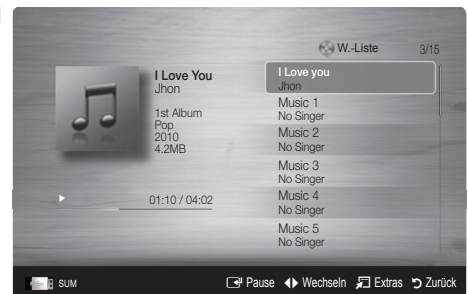 W.-Liste 3/15
I Love You
Jhon
1st Album
Pop
2010
4.2MB
01:10 / 04:02
I Love you
Jhon
Music 1
No Singer
Music 2
No Singer
Music 3
No Singer
Music 4
No Singer
Music 5
No Singer
SUM Pause Wechseln Extras Zurück